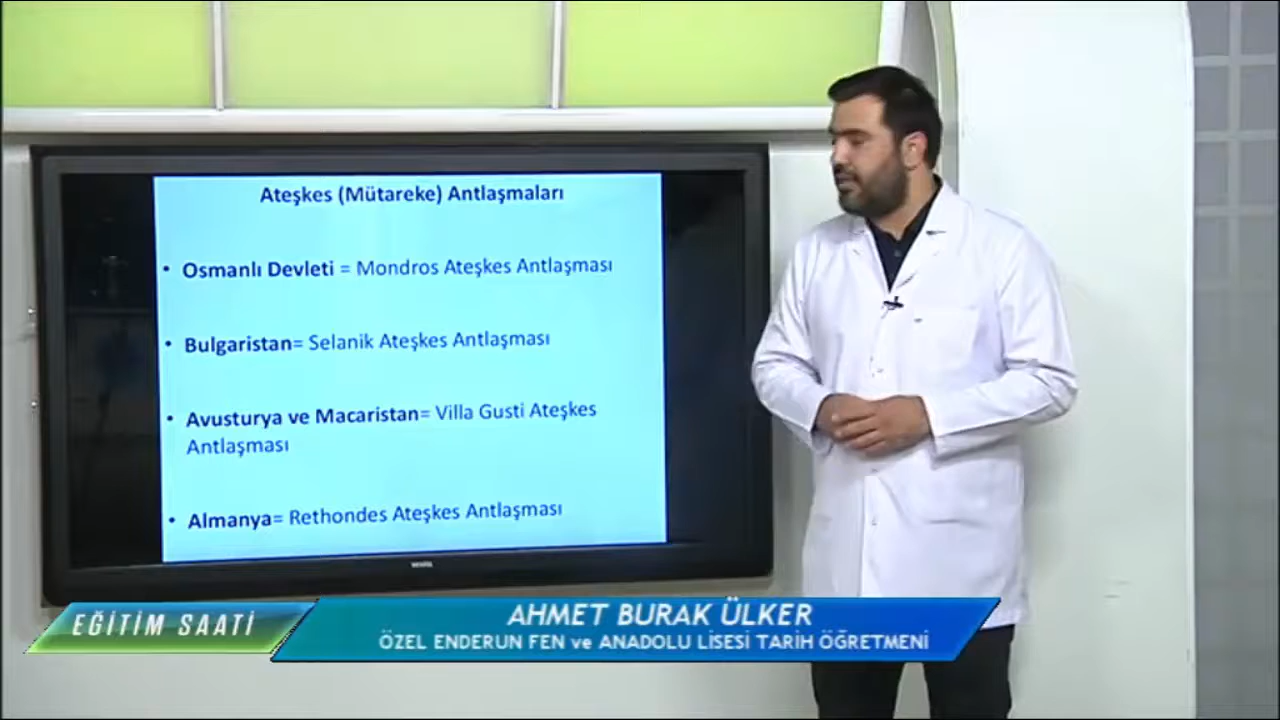 Ateşkes (Mütareke) Antlaşmaları
• Osmanlı Devleti = Mondros Ateşkes Antlaşması
• Bulgaristan= Selanik Ateşkes Antlaşması
• Avusturya ve Macaristan= Villa Gusti Ateşkes
Antlaşması
• Almanya= Rethondes Ateşkes Antlaşması
EĞİTİM SAATİ
AHMET BURAK ÜLKER
ÖZEL ENDERUN FEN ve ANADOLU LİSESİ TARİH ÖĞRETMENİ